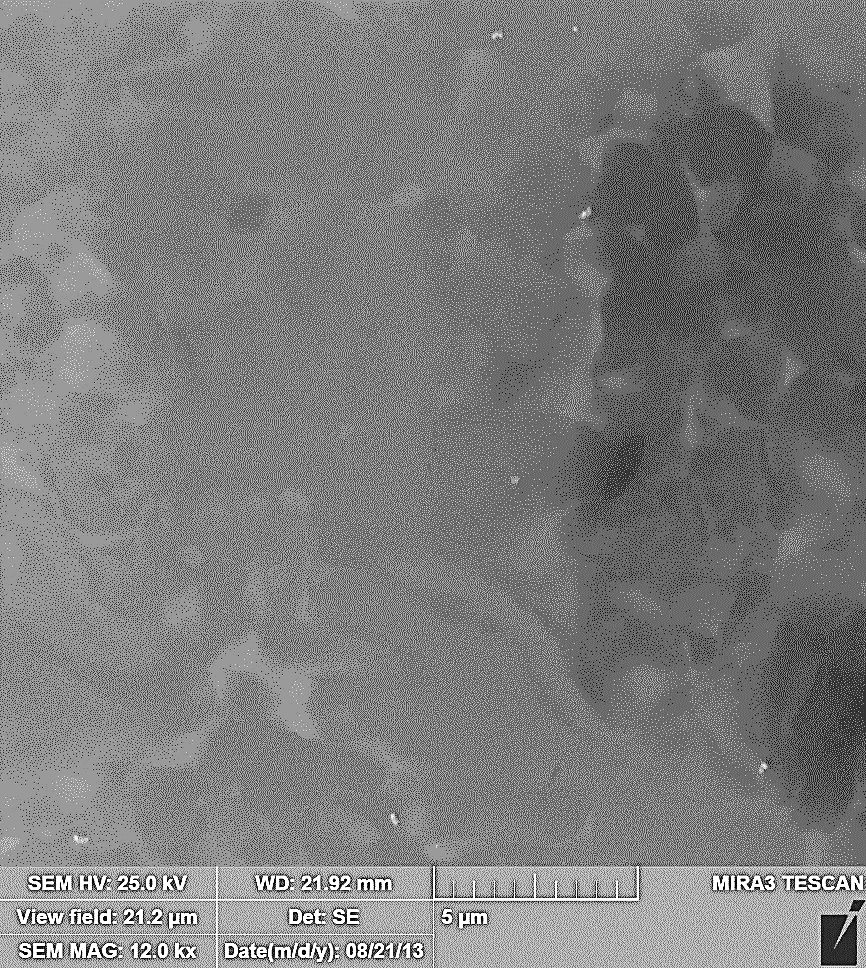 SEM HV: 25.0 kV WD: 21.92 mm MIRA3 TESCAN
View field: 21.2 µm Det: SE 5 µm
SEM MAG: 12.0 kx Date(m/d/y): 08/21/13